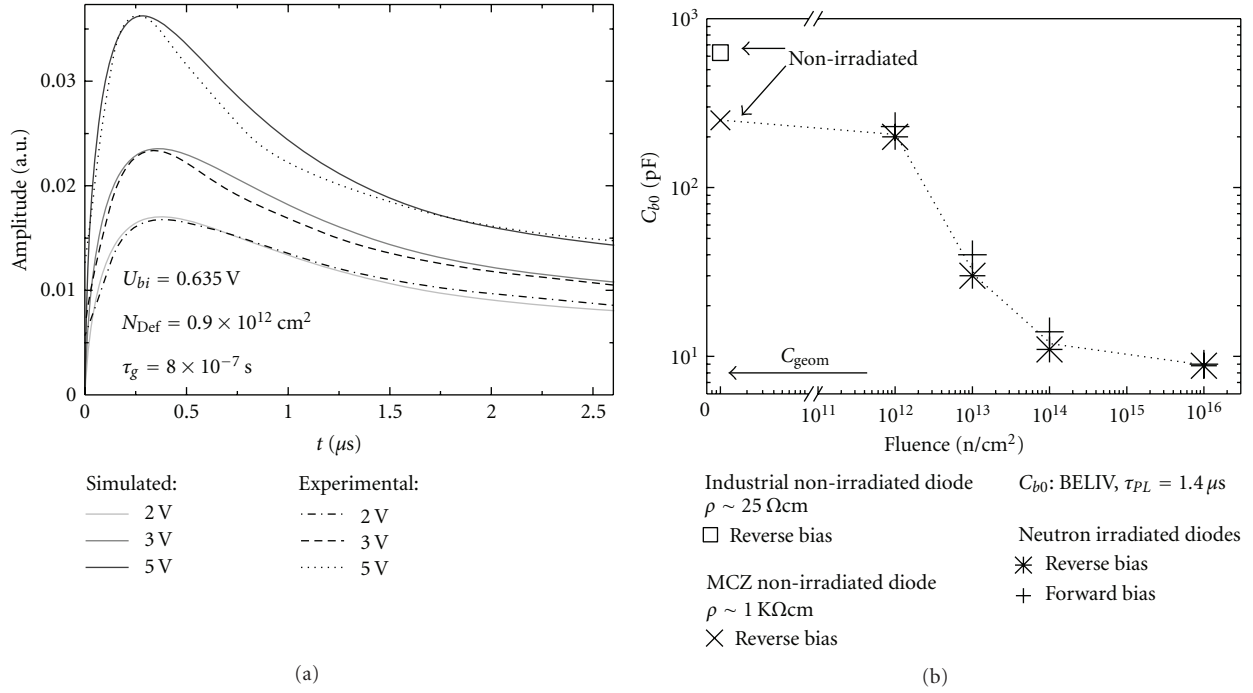 0.03
0.02
0.01
0
Amplitude (a.u.)
U_bi = 0.635 V
N_Def = 0.9 × 10^12 cm^2
τ_g = 8 × 10^−7 s
0 0.5 1 1.5 2 2.5
t (μs)
Simulated:
2 V
3 V
5 V
Experimental:
2 V
3 V
5 V
(a)
10^3
10^2
10^1
C_b0 (pF)
Non-irradiated
C_geom
0 10^11 10^12 10^13 10^14 10^15 10^16
Fluence (n/cm^2)
Industrial non-irradiated diode
ρ ~ 25 Ωcm
Reverse bias
MCZ non-irradiated diode
ρ ~ 1 KΩcm
Reverse bias
C_b0: BELIV, τ_PL = 1.4 μs
Neutron irradiated diodes
Reverse bias
Forward bias
(b)